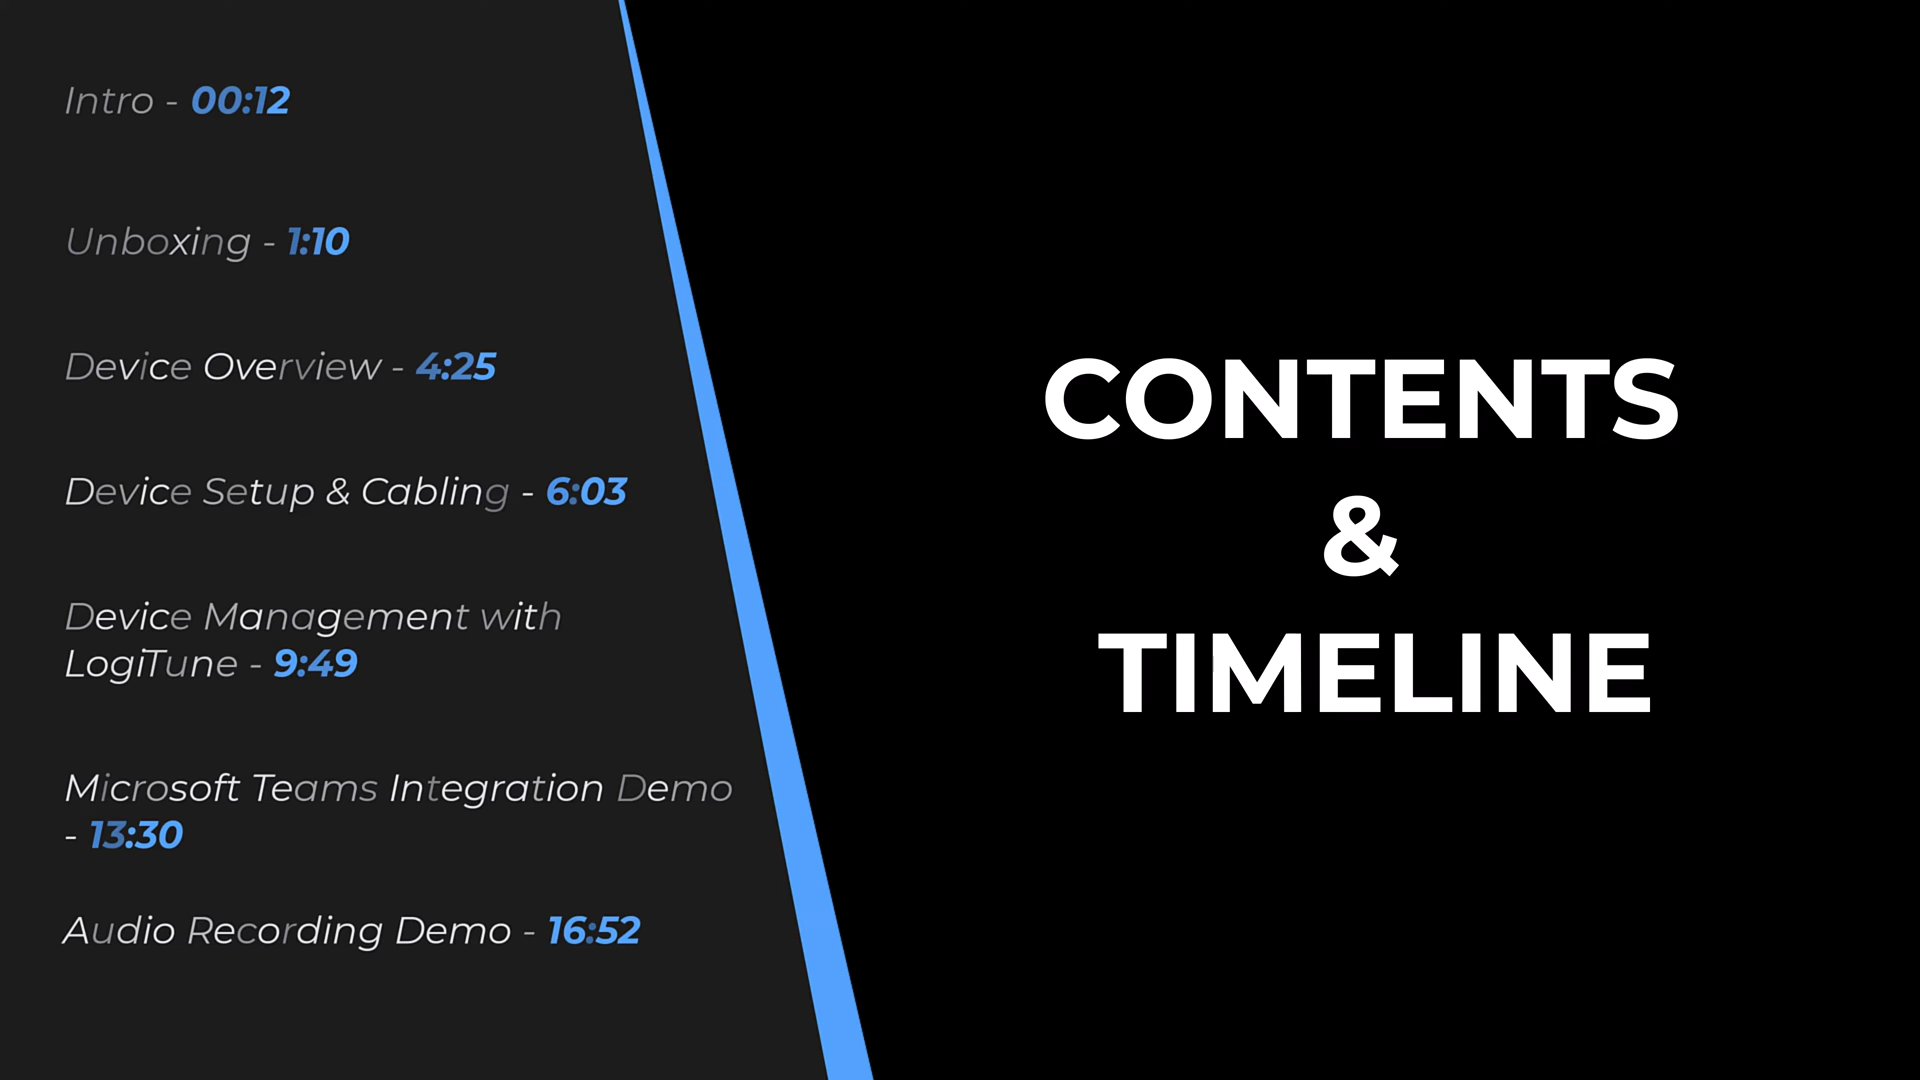 Intro - 00:12
Unboxing - 1:10
Device Overview - 4:25
Device Setup & Cabling - 6:03
Device Management with
LogiTune - 9:49
Microsoft Teams Integration Demo
- 13:30
Audio Recording Demo - 16:52
CONTENTS
&
TIMELINE